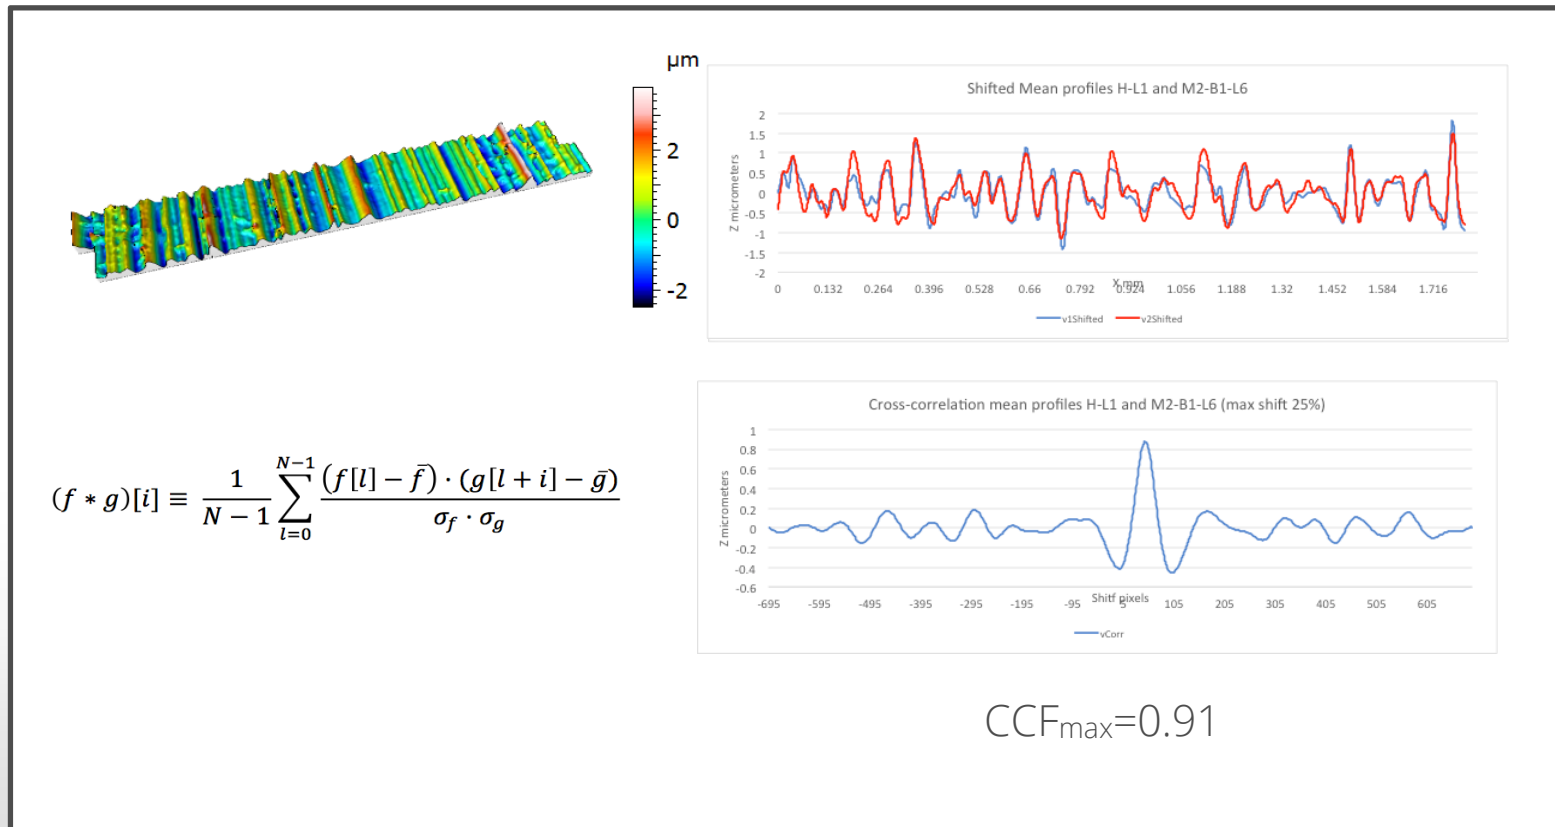 µm
2
0
-2
Shifted Mean profiles H-L1 and M2-B1-L6
Z micrometers
2
1.5
1
0.5
0
-0.5
-1
-1.5
-2
X mm
0 0.132 0.264 0.396 0.528 0.66 0.792 0.924 1.056 1.188 1.32 1.452 1.584 1.716
v1Shifted v2Shifted
(f ∗ g)[i] ≡ 1/(N − 1) ∑_{l=0}^{N−1} (f[l] − f̄) · (g[l + i] − ḡ) / (σ_f · σ_g)
Cross-correlation mean profiles H-L1 and M2-B1-L6 (max shift 25%)
Z micrometers
1
0.8
0.6
0.4
0.2
0
-0.2
-0.4
-0.6
Shitf pixels
-695 -595 -495 -395 -295 -195 -95 5 105 205 305 405 505 605
vCorr
CCFmax=0.91